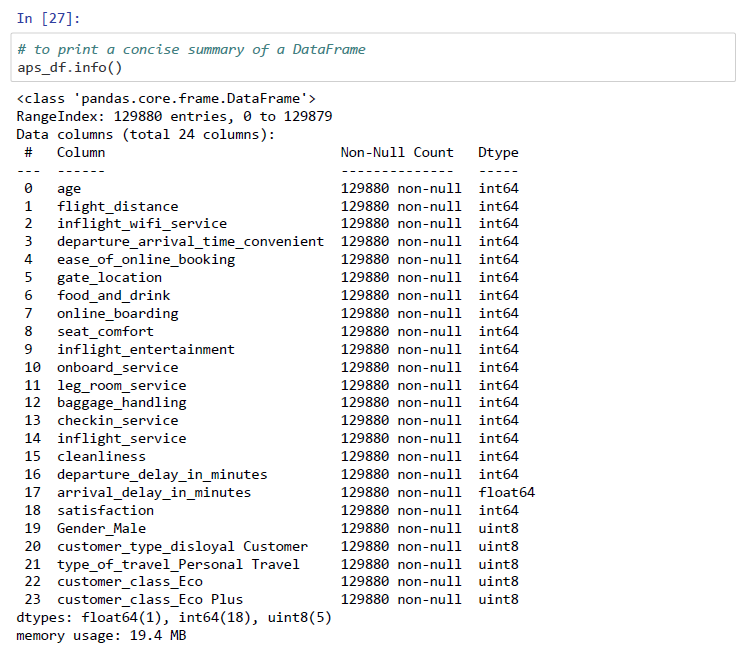 In [27]:
# to print a concise summary of a DataFrame
aps_df.info()
<class 'pandas.core.frame.DataFrame'>
RangeIndex: 129880 entries, 0 to 129879
Data columns (total 24 columns):
 #   Column                             Non-Null Count   Dtype
---  ------                             --------------   -----
 0   age                                129880 non-null  int64
 1   flight_distance                    129880 non-null  int64
 2   inflight_wifi_service              129880 non-null  int64
 3   departure_arrival_time_convenient  129880 non-null  int64
 4   ease_of_online_booking             129880 non-null  int64
 5   gate_location                      129880 non-null  int64
 6   food_and_drink                     129880 non-null  int64
 7   online_boarding                    129880 non-null  int64
 8   seat_comfort                       129880 non-null  int64
 9   inflight_entertainment             129880 non-null  int64
 10  onboard_service                    129880 non-null  int64
 11  leg_room_service                   129880 non-null  int64
 12  baggage_handling                   129880 non-null  int64
 13  checkin_service                    129880 non-null  int64
 14  inflight_service                   129880 non-null  int64
 15  cleanliness                        129880 non-null  int64
 16  departure_delay_in_minutes         129880 non-null  int64
 17  arrival_delay_in_minutes           129880 non-null  float64
 18  satisfaction                       129880 non-null  int64
 19  Gender_Male                        129880 non-null  uint8
 20  customer_type_disloyal Customer    129880 non-null  uint8
 21  type_of_travel_Personal Travel     129880 non-null  uint8
 22  customer_class_Eco                 129880 non-null  uint8
 23  customer_class_Eco Plus            129880 non-null  uint8
dtypes: float64(1), int64(18), uint8(5)
memory usage: 19.4 MB